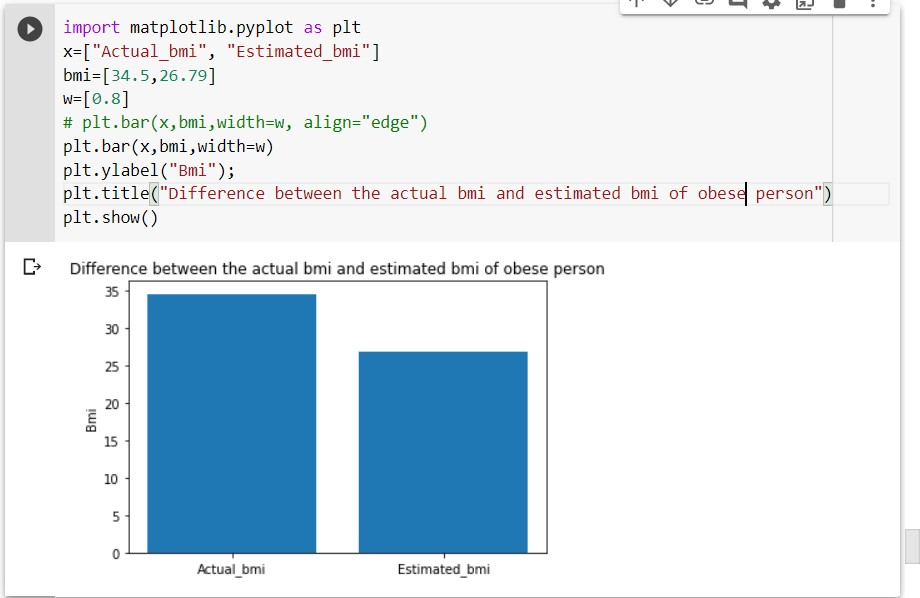 import matplotlib.pyplot as plt
x=["Actual_bmi", "Estimated_bmi"]
bmi=[34.5,26.79]
w=[0.8]
# plt.bar(x,bmi,width=w, align="edge")
plt.bar(x,bmi,width=w)
plt.ylabel("Bmi");
plt.title("Difference between the actual bmi and estimated bmi of obese person")
plt.show()
Difference between the actual bmi and estimated bmi of obese person
35
30
25
20
Bmi
15
10
5
0
Actual_bmi Estimated_bmi